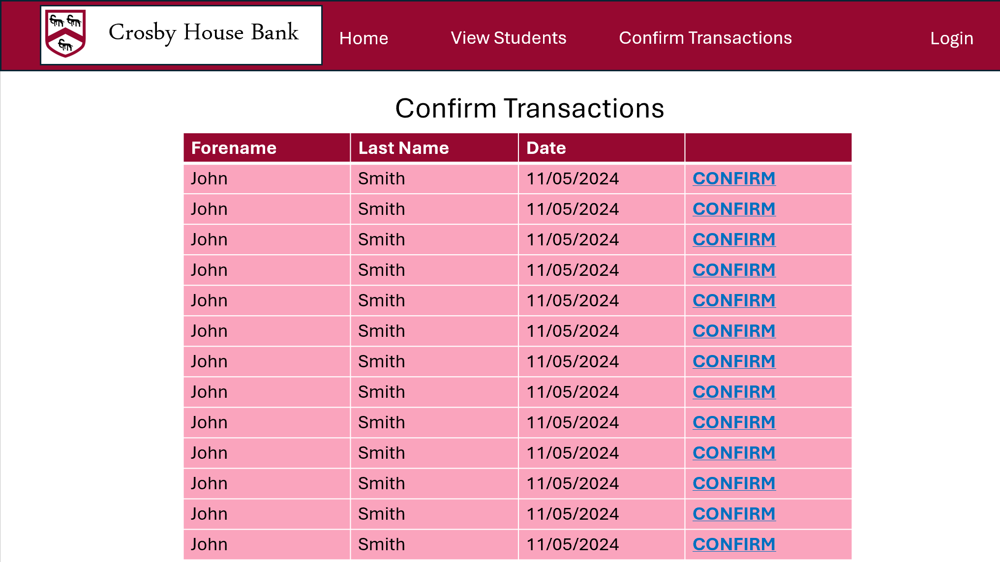 Crosby House Bank Home View Students Confirm Transactions Login
Confirm Transactions
Forename Last Name Date
John Smith 11/05/2024 CONFIRM
John Smith 11/05/2024 CONFIRM
John Smith 11/05/2024 CONFIRM
John Smith 11/05/2024 CONFIRM
John Smith 11/05/2024 CONFIRM
John Smith 11/05/2024 CONFIRM
John Smith 11/05/2024 CONFIRM
John Smith 11/05/2024 CONFIRM
John Smith 11/05/2024 CONFIRM
John Smith 11/05/2024 CONFIRM
John Smith 11/05/2024 CONFIRM
John Smith 11/05/2024 CONFIRM
John Smith 11/05/2024 CONFIRM